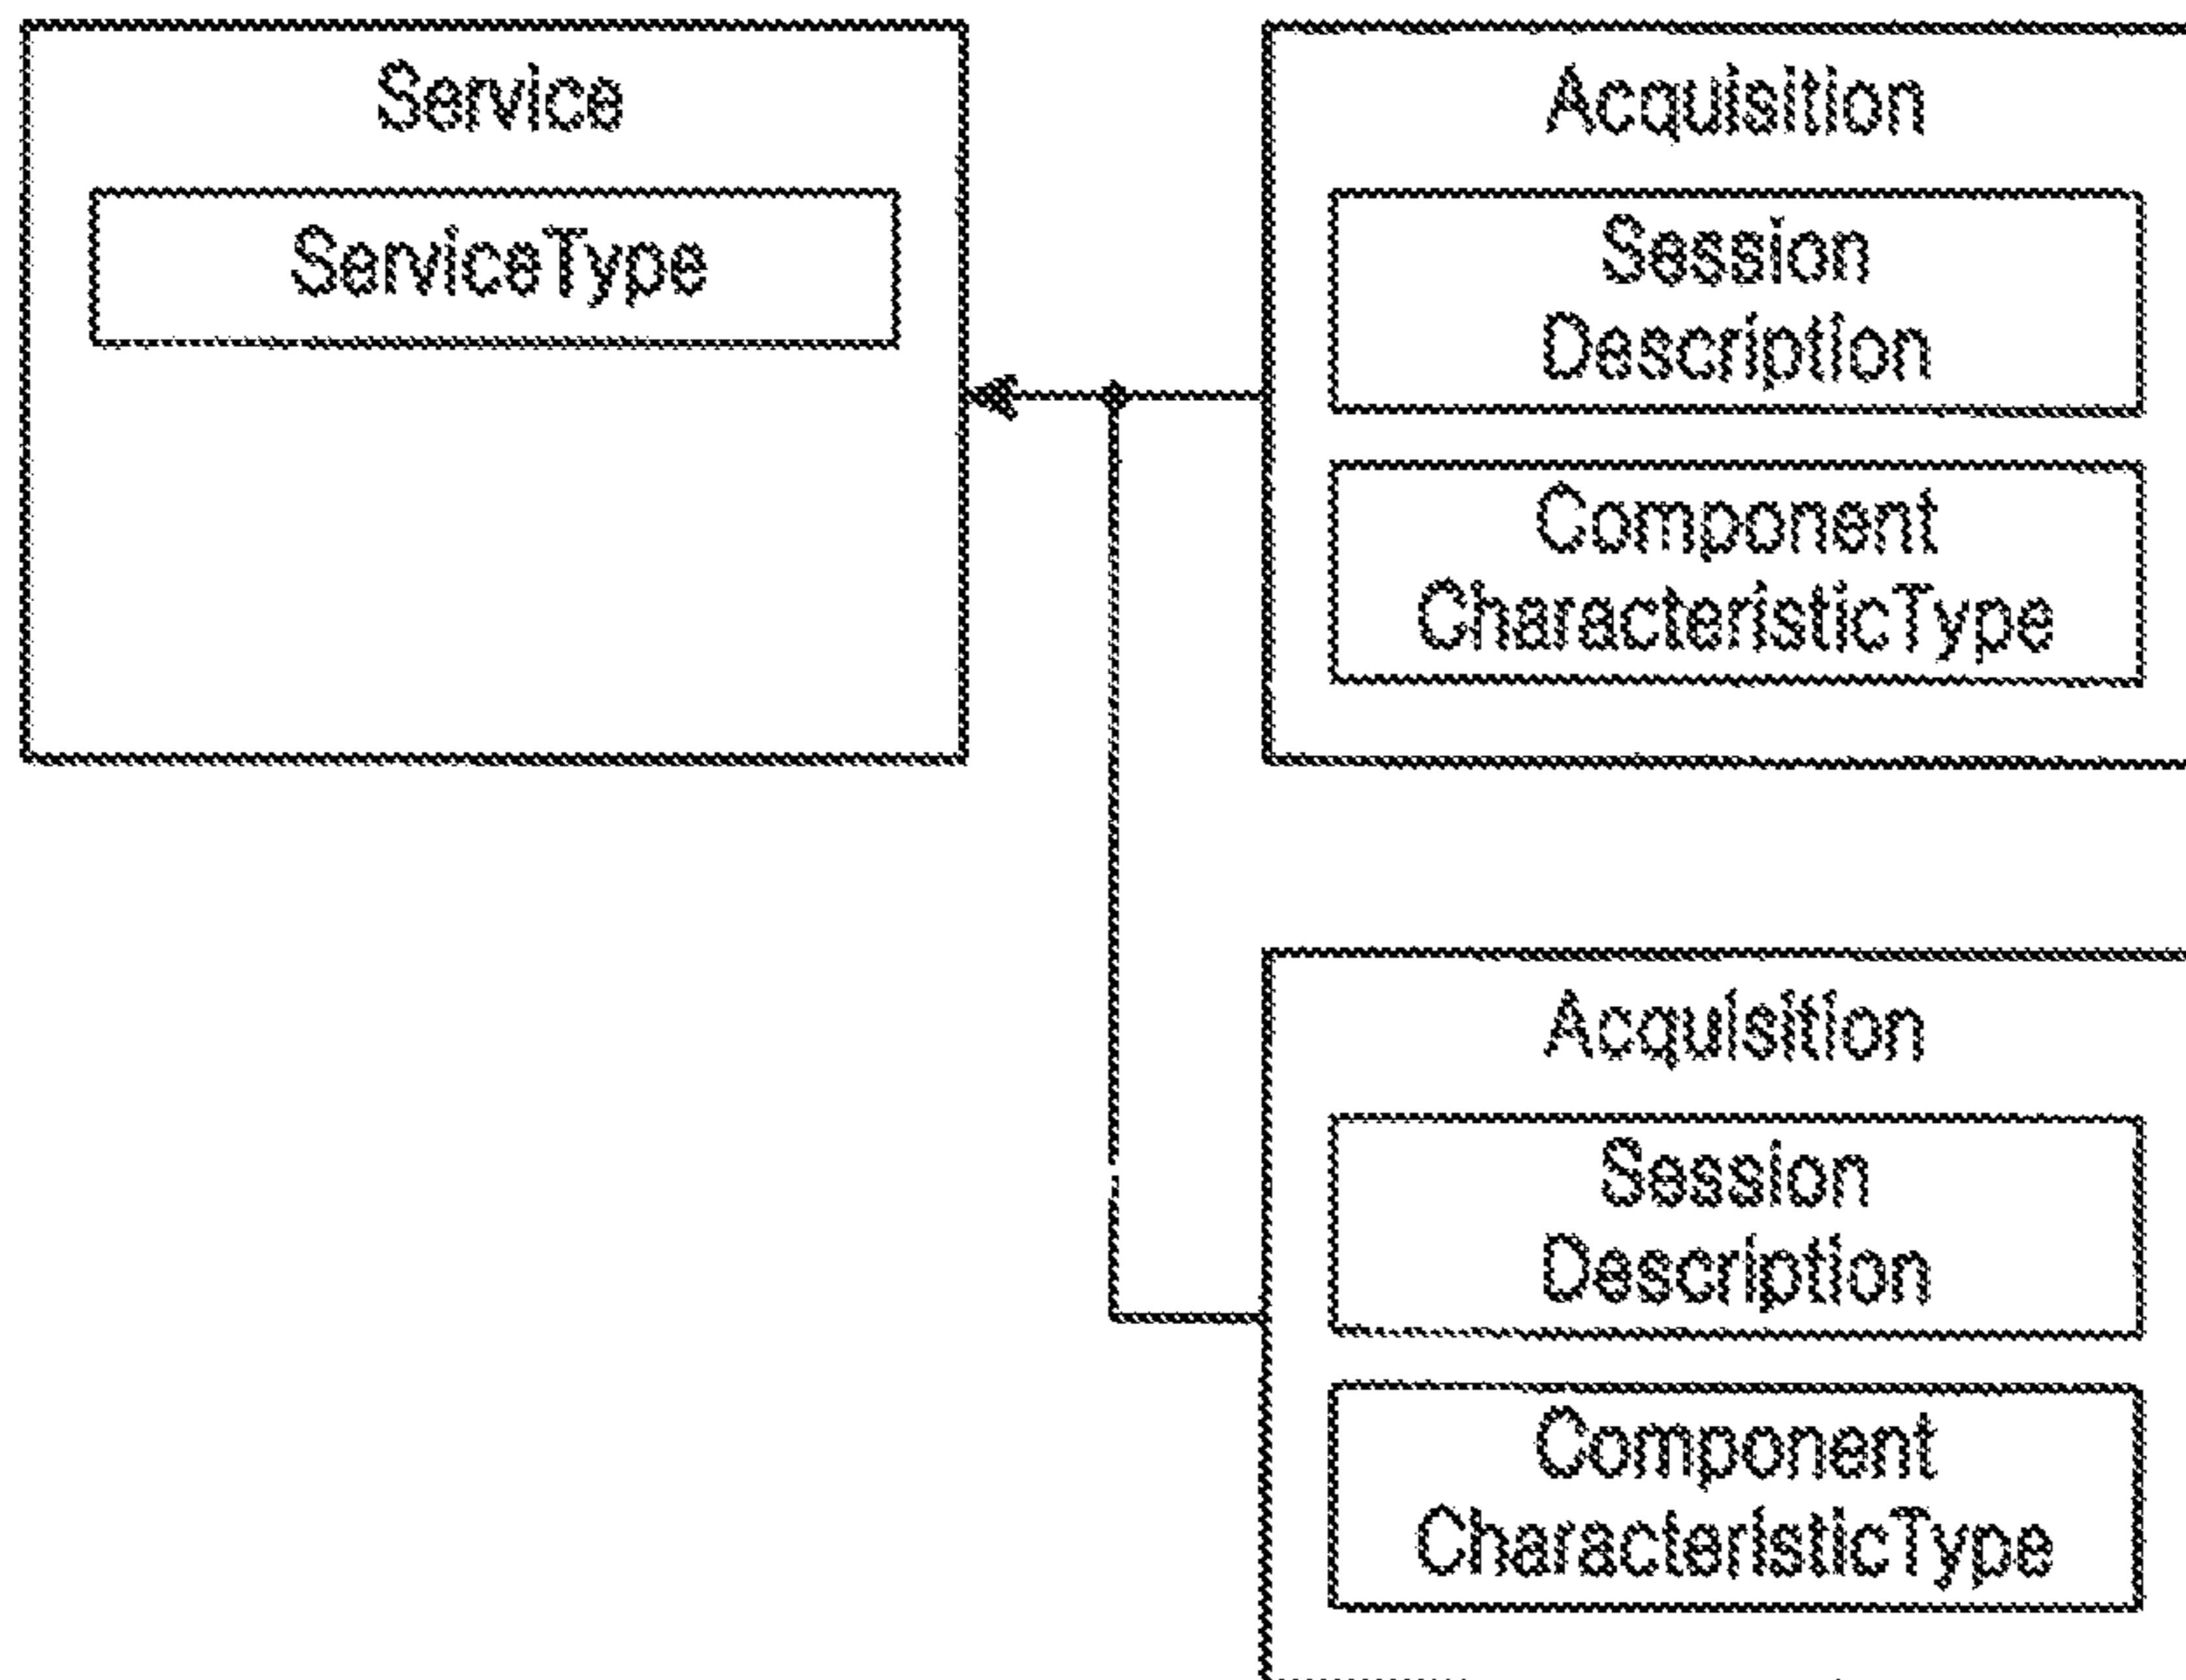 Service
ServiceType
Acquisition
Session
Description
Component
CharacteristicType
Acquisition
Session
Description
Component
CharacteristicType